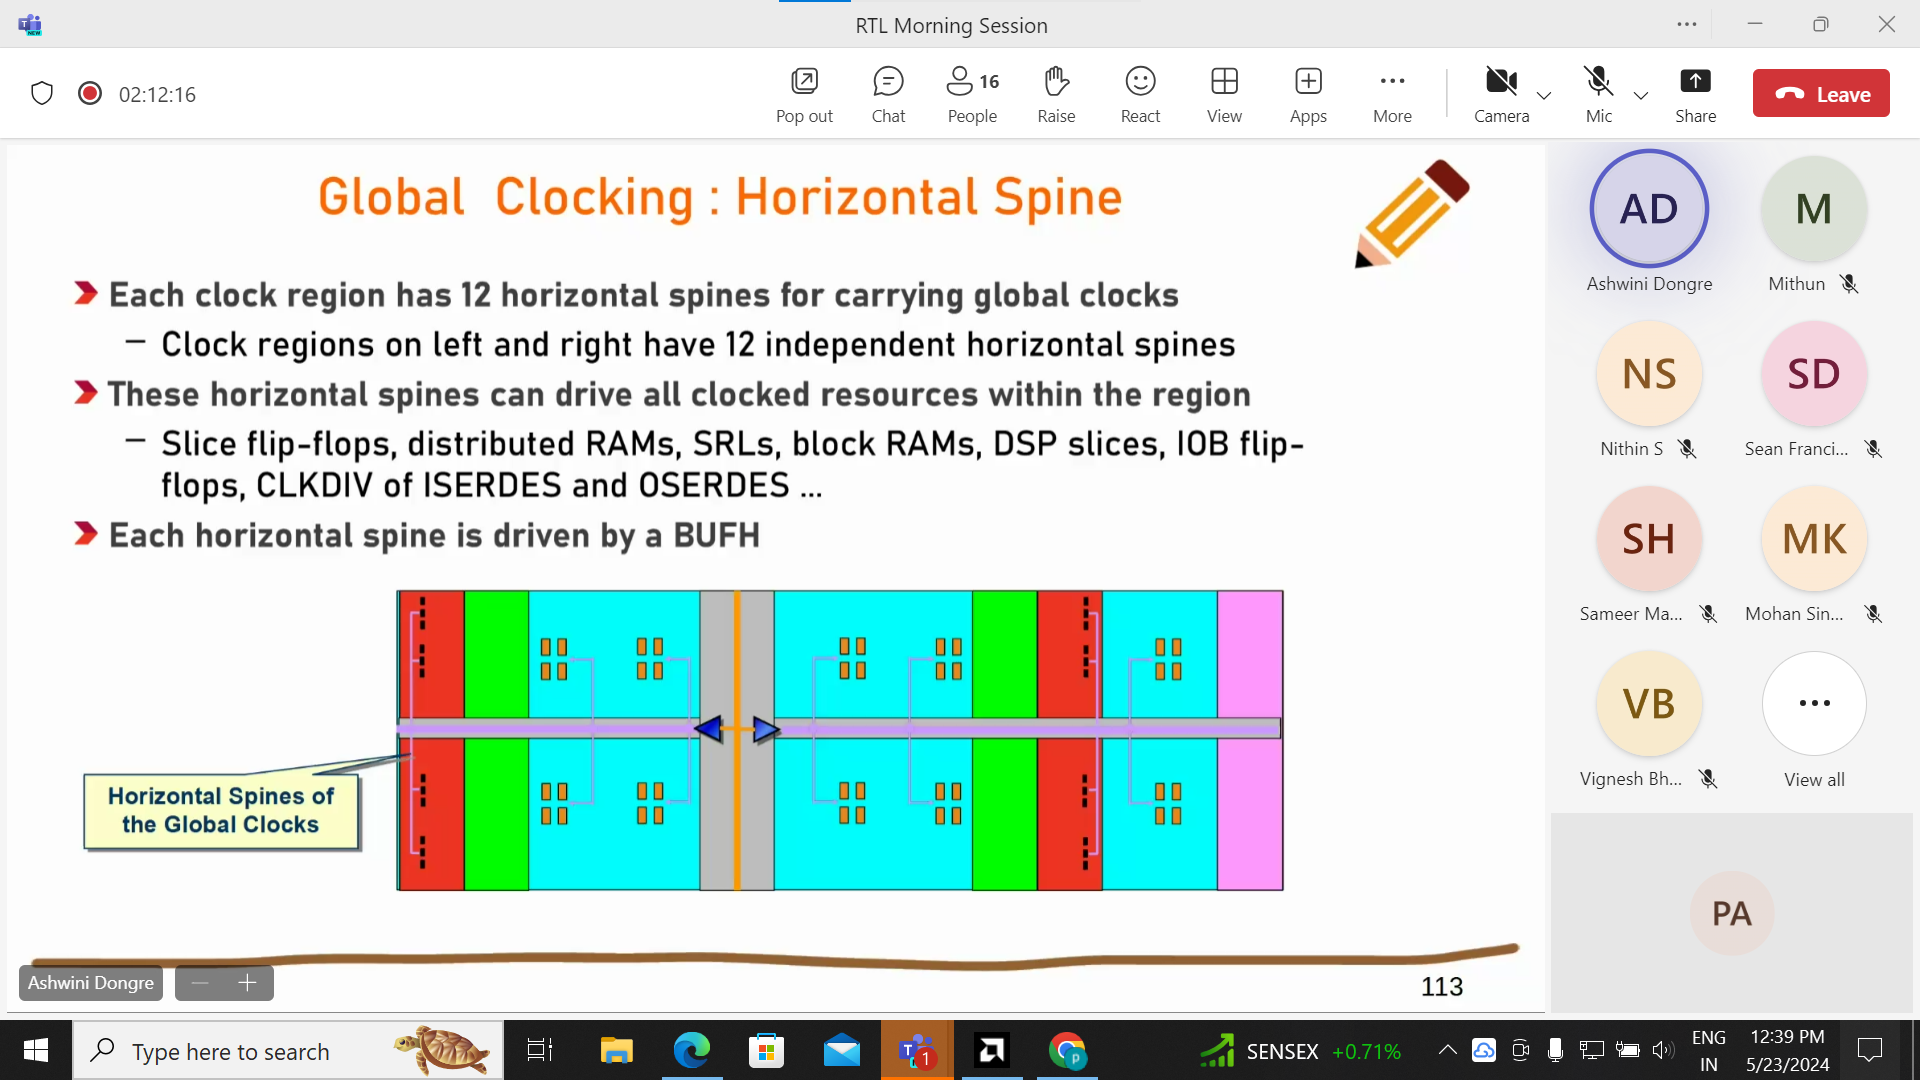 RTL Morning Session
NEW
02:12:16
Pop out
Chat
16
People
Raise
React
View
Apps
More
Camera
Mic
Share
Leave
Global Clocking : Horizontal Spine
Each clock region has 12 horizontal spines for carrying global clocks
– Clock regions on left and right have 12 independent horizontal spines
These horizontal spines can drive all clocked resources within the region
– Slice flip-flops, distributed RAMs, SRLs, block RAMs, DSP slices, IOB flip-
flops, CLKDIV of ISERDES and OSERDES ...
Each horizontal spine is driven by a BUFH
Horizontal Spines of
the Global Clocks
113
Ashwini Dongre
AD
Ashwini Dongre
M
Mithun
NS
Nithin S
SD
Sean Franci...
SH
Sameer Ma...
MK
Mohan Sin...
VB
Vignesh Bh...
View all
PA
Type here to search
T
1
p
SENSEX +0.71%
ENG
IN
12:39 PM
5/23/2024